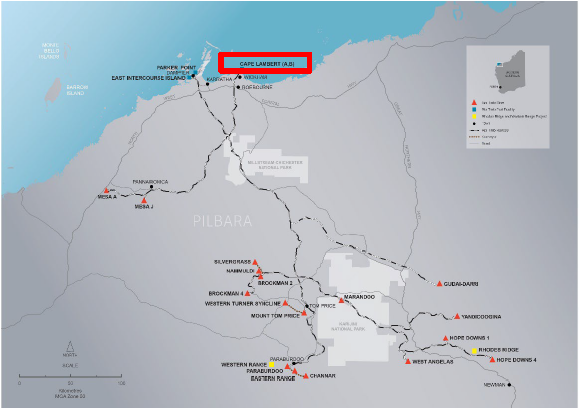 CAPE LAMBERT (A,B)
PARKER POINT
DAMPIER
EAST INTERCOURSE ISLAND
KARRATHA
WICKHAM
ROEBOURNE
BARROW
ISLAND
MILLSTREAM CHICHESTER
NATIONAL PARK
PANNAWONICA
MESA A
MESA J
PILBARA
SILVERGRASS
NAMMULDI
BROCKMAN 2
BROCKMAN 4
WESTERN TURNER SYNCLINE
MOUNT TOM PRICE
TOM PRICE
MARANDOO
KARIJINI
NATIONAL PARK
GUDAI-DARRI
YANDICOOGINA
HOPE DOWNS 1
RHODES RIDGE
HOPE DOWNS 4
WEST ANGELAS
NEWMAN
PARABURDOO
WESTERN RANGE
PARABURDOO
EASTERN RANGE
CHANNAR
NORTH
SCALE
0 50 100
Kilometres
MGA Zone 50